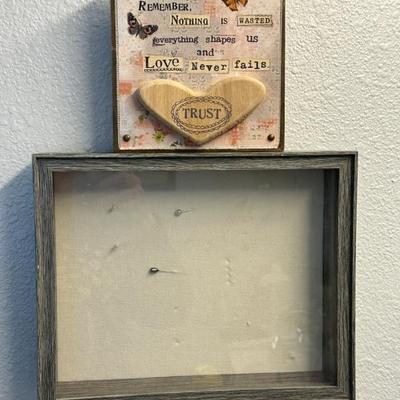 REMEMBER,
NOTHING IS WASTED,
everything shapes US
and
LOVE Never fails.
TRUST